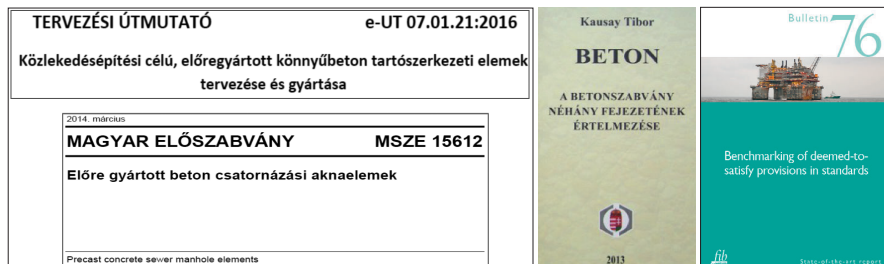 TERVEZÉSI ÚTMUTATÓ e-UT 07.01.21:2016
Közlekedésépítési célú, előregyártott könnyűbeton tartószerkezeti elemek
tervezése és gyártása
2014. március
MAGYAR ELŐSZABVÁNY MSZE 15612
Előre gyártott beton csatornázási aknaelemek
Precast concrete sewer manhole elements
Kausay Tibor
BETON
A BETONSZABVÁNY
NÉHÁNY FEJEZETÉNEK
ÉRTELMEZÉSE
2013
Bulletin 76
Benchmarking of deemed-to-
satisfy provisions in standards
fib State-of-the-art report